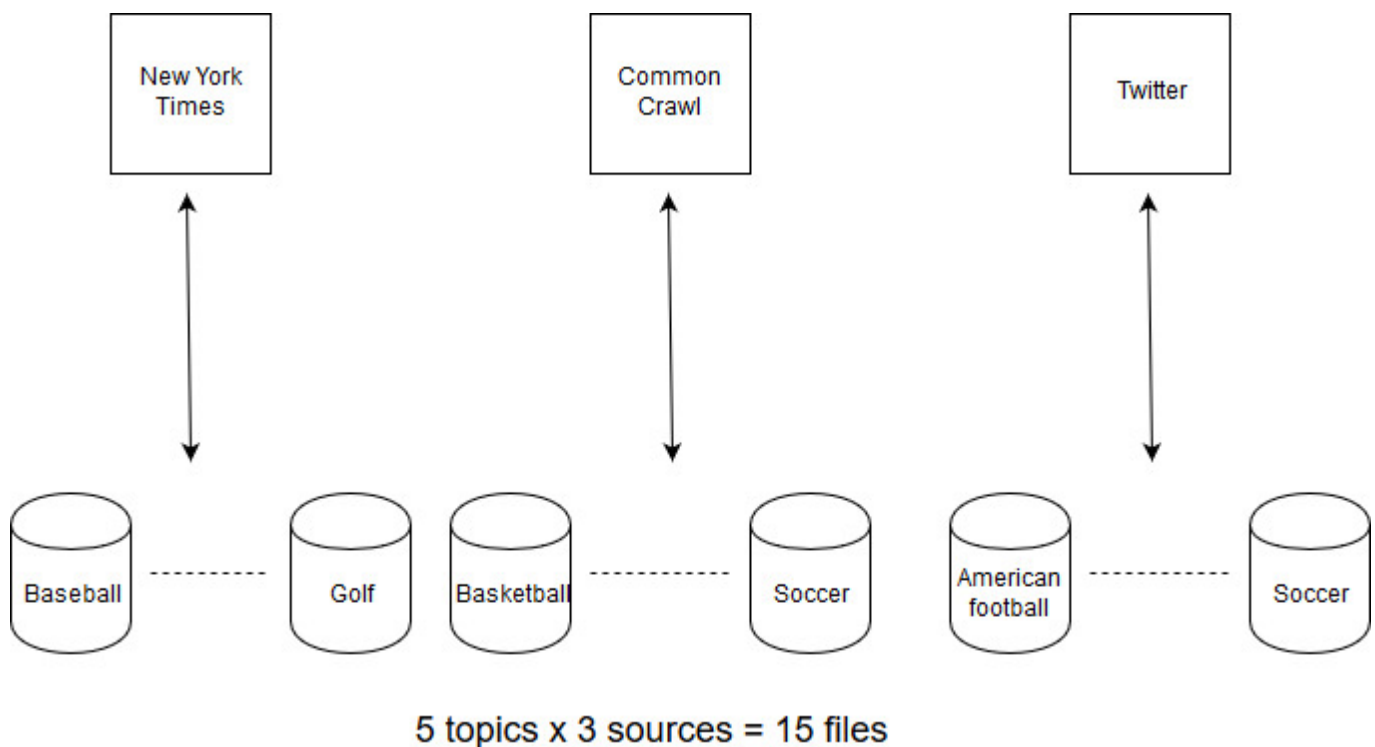 New York
Times
Common
Crawl
Twitter
Baseball
Golf
Basketball
Soccer
American
football
Soccer
5 topics x 3 sources = 15 files